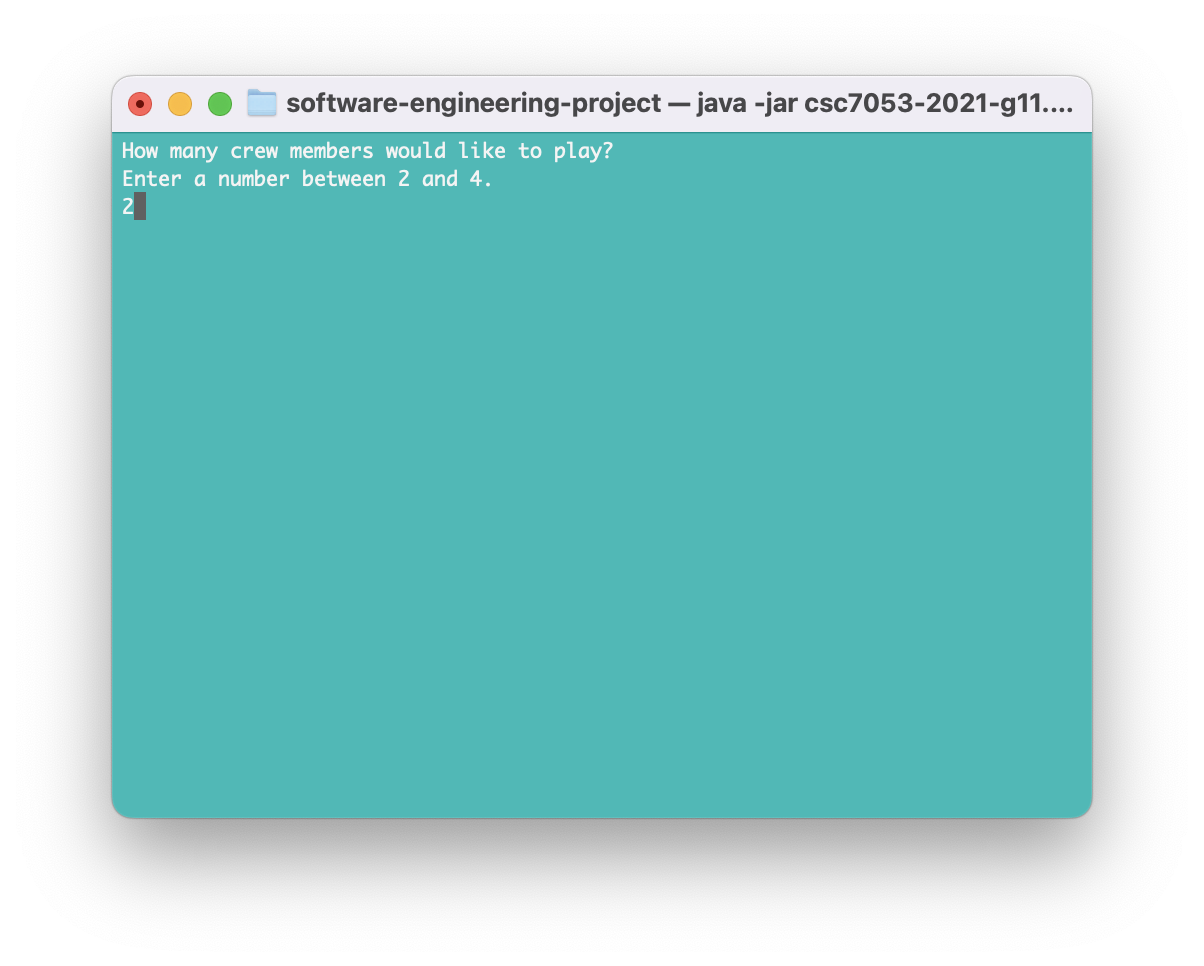 software-engineering-project — java -jar csc7053-2021-g11....
How many crew members would like to play?
Enter a number between 2 and 4.
2